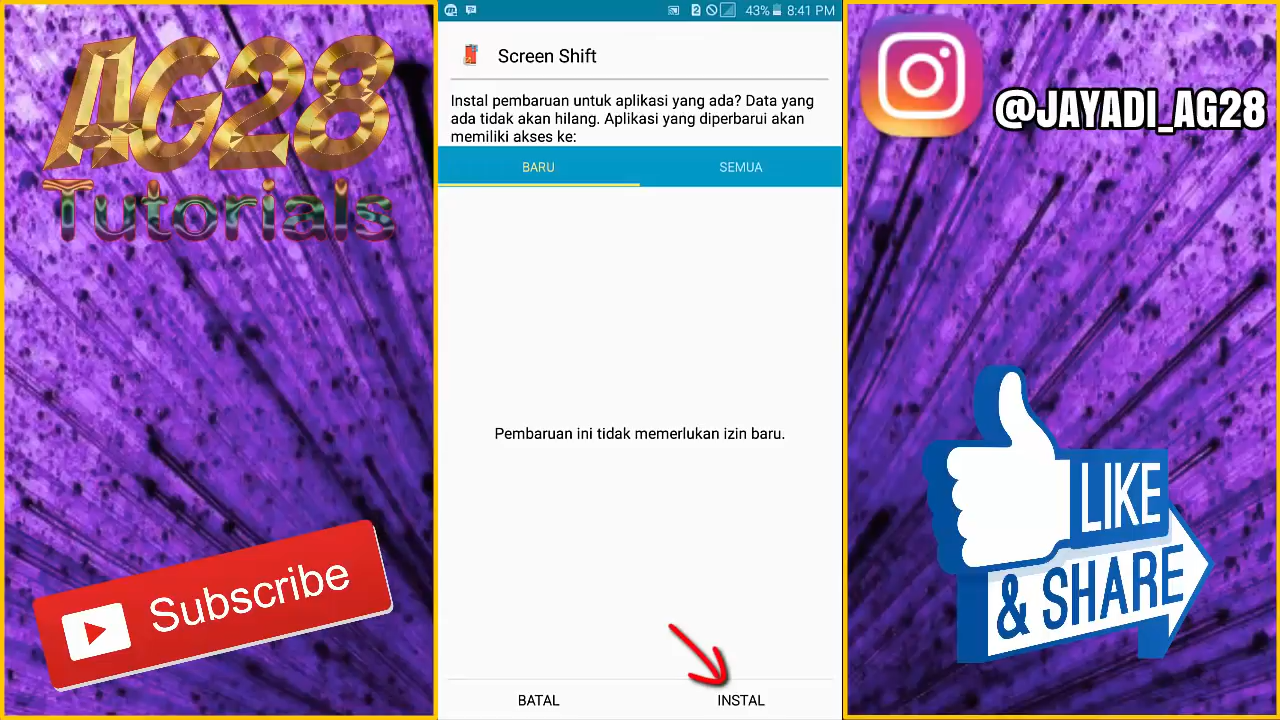 AG28
Tutorials
Subscribe
2
43%
8:41 PM
Screen Shift
Instal pembaruan untuk aplikasi yang ada? Data yang
ada tidak akan hilang. Aplikasi yang diperbarui akan
memiliki akses ke:
BARU
SEMUA
Pembaruan ini tidak memerlukan izin baru.
BATAL
INSTAL
@JAYADI_AG28
LIKE
& SHARE